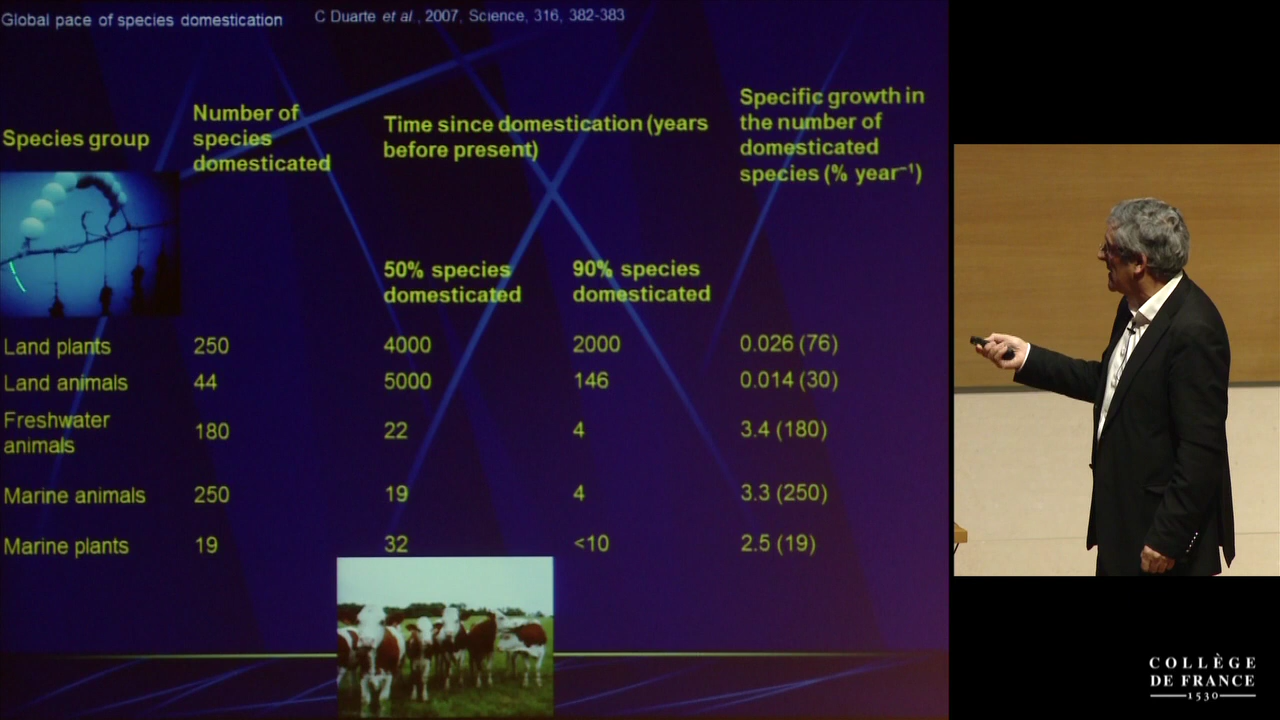 Global pace of species domestication
C Duarte et al., 2007, Science, 316, 382-383
Species group
Number of
species
domesticated
Time since domestication (years
before present)
Specific growth in
the number of
domesticated
species (% year⁻¹)
50% species
domesticated
90% species
domesticated
Land plants 250 4000 2000 0.026 (76)
Land animals 44 5000 146 0.014 (30)
Freshwater
animals 180 22 4 3.4 (180)
Marine animals 250 19 4 3.3 (250)
Marine plants 19 32 <10 2.5 (19)
COLLÈGE
DE FRANCE
1530